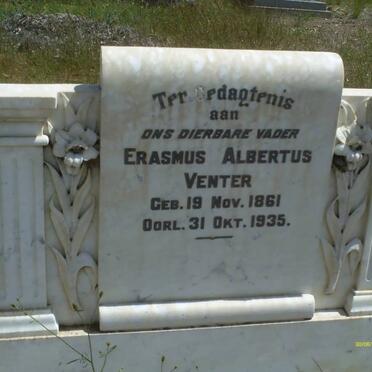 Ter Gedagtenis
aan
ONS DIERBARE VADER
ERASMUS ALBERTUS
VENTER
GEB. 19 NOV. 1861
OORL. 31 OKT. 1935.